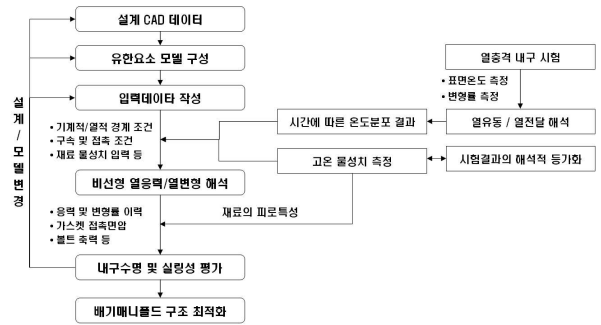 설계 CAD 데이터
유한요소 모델 구성
입력데이타 작성
• 기계적/열적 경계 조건
• 구속 및 접촉 조건
• 재료 물성치 입력 등
비선형 열응력/열변형 해석
• 응력 및 변형률 이력
• 가스켓 접촉면압
• 볼트 축력 등
내구수명 및 실링성 평가
배기매니폴드 구조 최적화
설계 / 모델변경
열충격 내구 시험
• 표면온도 측정
• 변형률 측정
시간에 따른 온도분포 결과
열유동 / 열전달 해석
고온 물성치 측정
시험결과의 해석적 등가화
재료의 피로특성